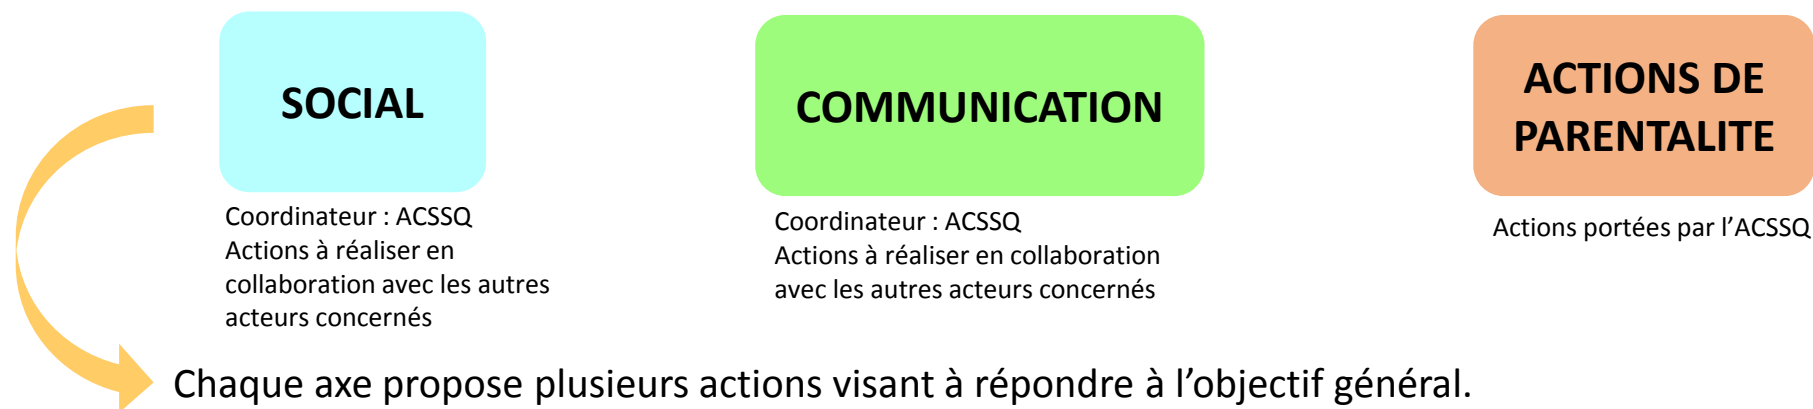 SOCIAL
Coordinateur : ACSSQ
Actions à réaliser en
collaboration avec les autres
acteurs concernés
COMMUNICATION
Coordinateur : ACSSQ
Actions à réaliser en collaboration
avec les autres acteurs concernés
ACTIONS DE
PARENTALITE
Actions portées par l’ACSSQ
Chaque axe propose plusieurs actions visant à répondre à l’objectif général.